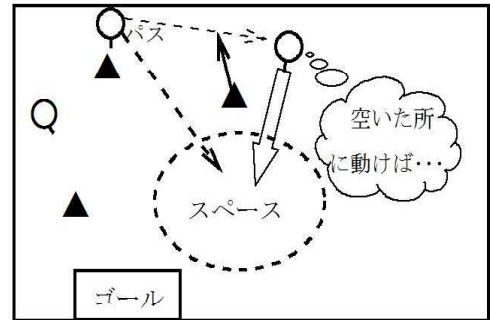 パス
空いた所
に動けば･･･
スペース
ゴール